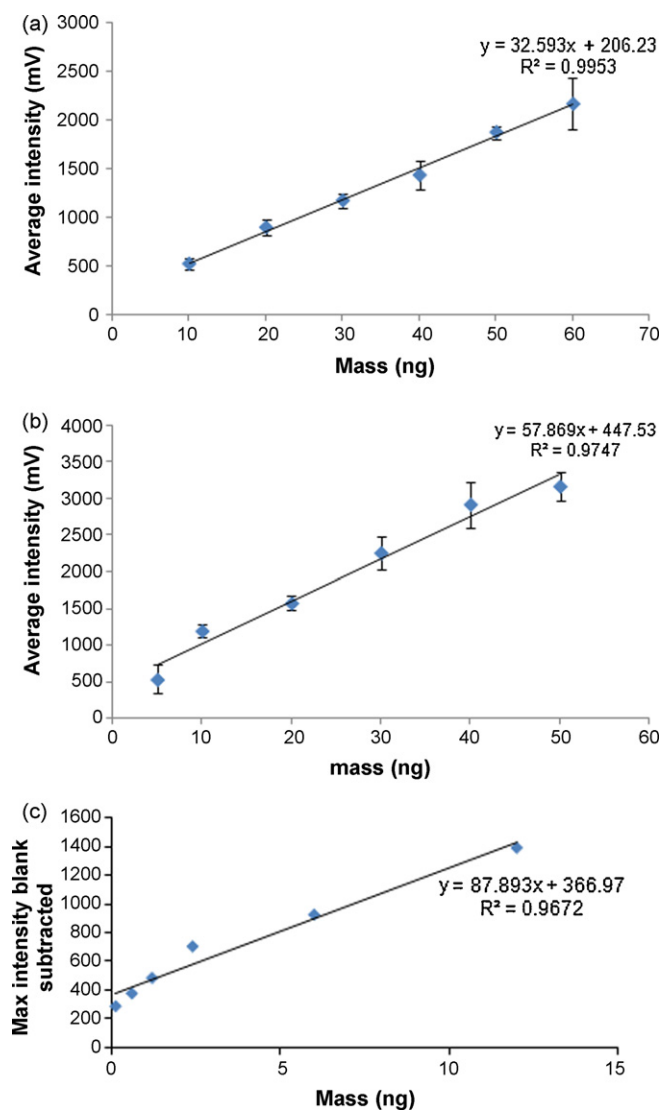 (a)
3000
2500
2000
1500
1000
500
0
Average intensity (mV)
y = 32.593x + 206.23
R² = 0.9953
0 10 20 30 40 50 60 70
Mass (ng)
(b)
4000
3500
3000
2500
2000
1500
1000
500
0
Average intensity (mV)
y = 57.869x + 447.53
R² = 0.9747
0 10 20 30 40 50 60
mass (ng)
(c)
1600
1400
1200
1000
800
600
400
200
0
Max intensity blank
subtracted
y = 87.893x + 366.97
R² = 0.9672
0 5 10 15
Mass (ng)